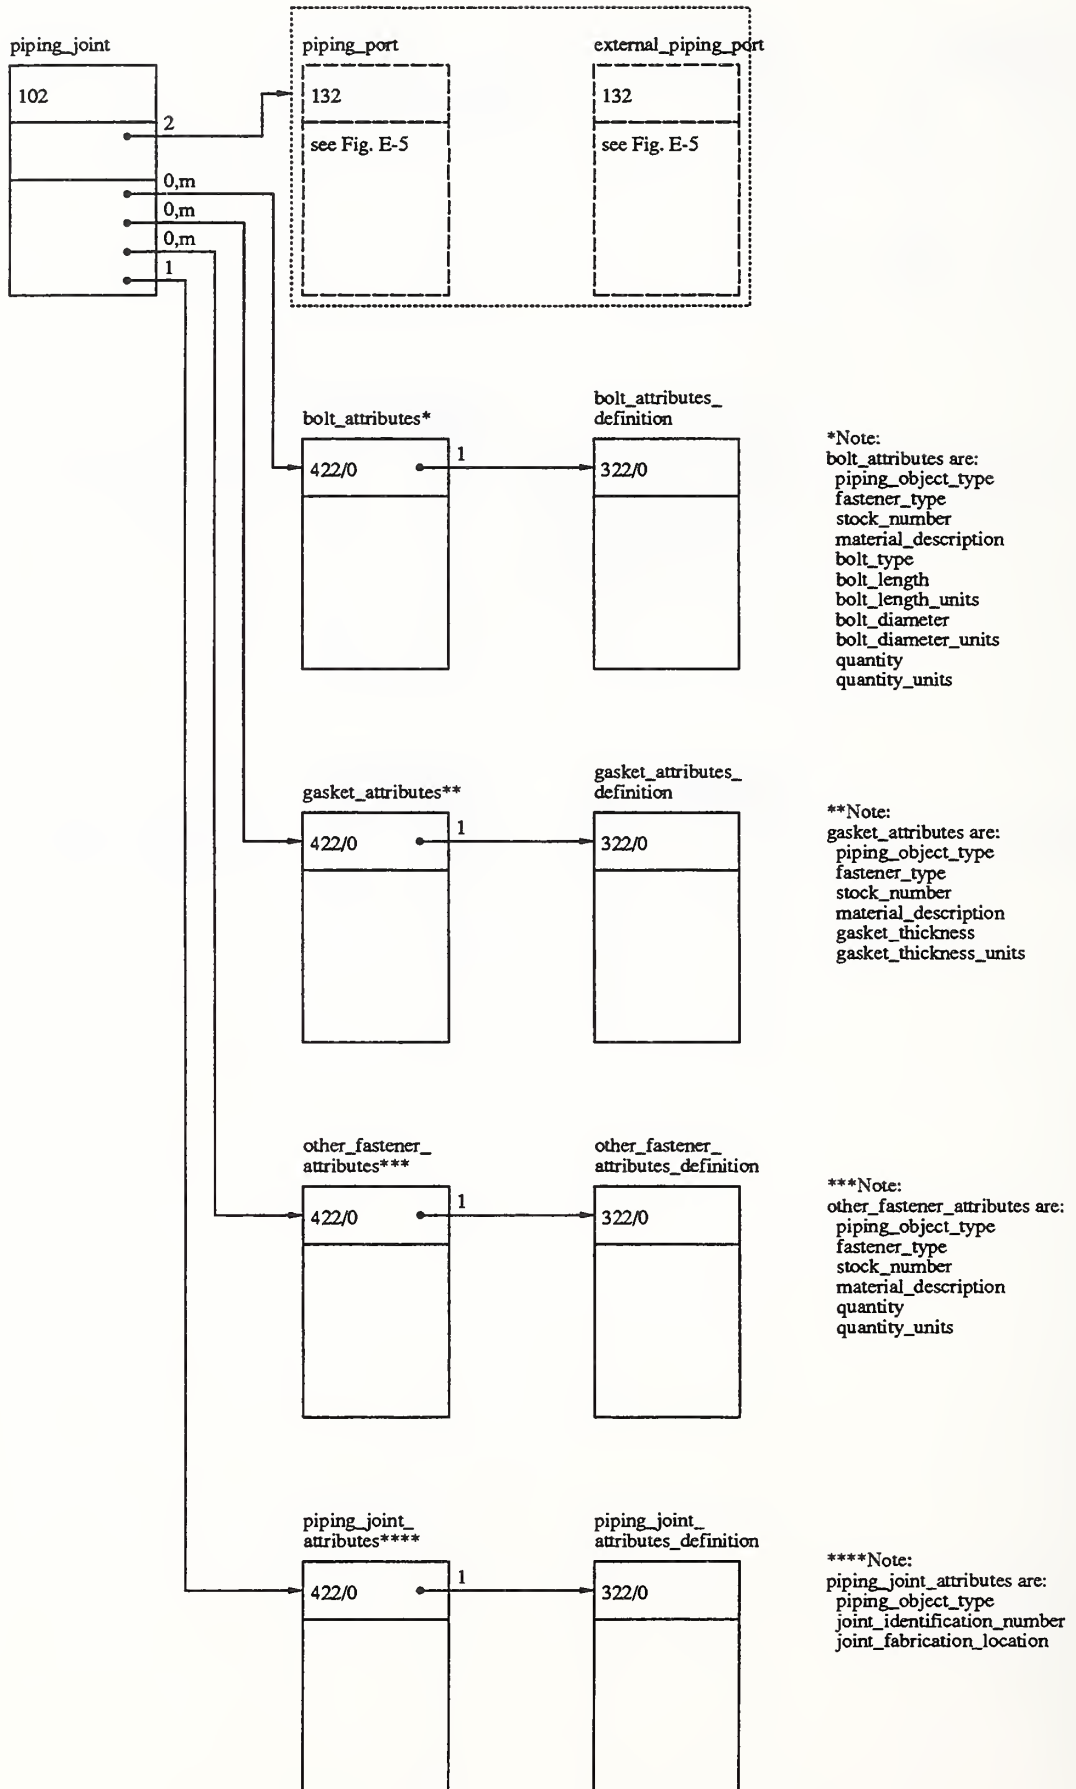 piping_joint
102
2
0,m
0,m
0,m
1
piping_port
132
see Fig. E-5
external_piping_port
132
see Fig. E-5
bolt_attributes*
422/0
1
bolt_attributes_
definition
322/0
*Note:
bolt_attributes are:
piping_object_type
fastener_type
stock_number
material_description
bolt_type
bolt_length
bolt_length_units
bolt_diameter
bolt_diameter_units
quantity
quantity_units
gasket_attributes**
422/0
1
gasket_attributes_
definition
322/0
**Note:
gasket_attributes are:
piping_object_type
fastener_type
stock_number
material_description
gasket_thickness
gasket_thickness_units
other_fastener_
attributes***
422/0
1
other_fastener_
attributes_definition
322/0
***Note:
other_fastener_attributes are:
piping_object_type
fastener_type
stock_number
material_description
quantity
quantity_units
piping_joint_
attributes****
422/0
1
piping_joint_
attributes_definition
322/0
****Note:
piping_joint_attributes are:
piping_object_type
joint_identification_number
joint_fabrication_location